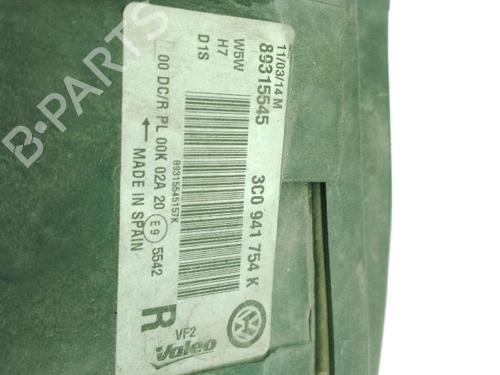 11/03/14 M
89315545
W5W
H7
D1S
3C0 941 754 K
89315545157K
00 DC/R PL 00K 02A 20 E9 5542
← MADE IN SPAIN
R
VF2
Valeo
B-PARTS